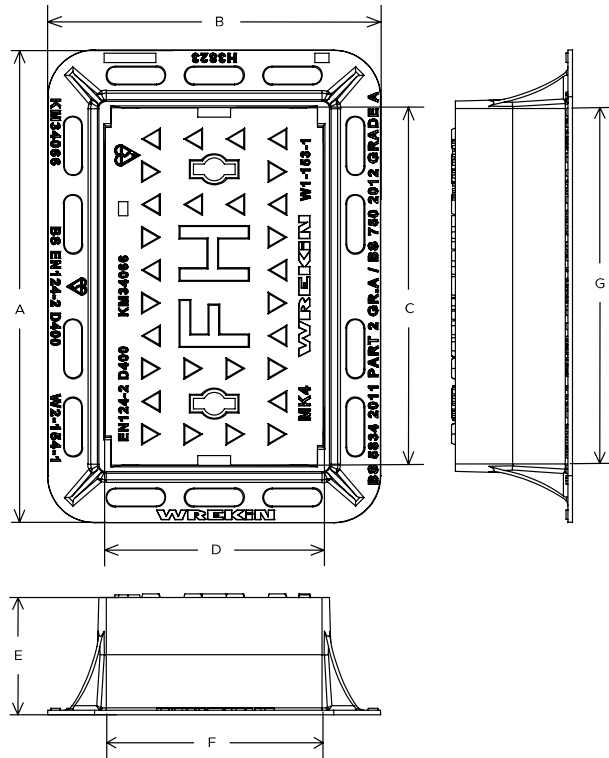 B
H3823
KM34066
BS EN124-2 D400
W2-154-1
EN124-2 D400
KM34066
FH
MK4
WREKiN
W1-153-1
BS 5834 2011 PART 2 GR.A / BS 750 2012 GRADE A
WREKiN
A
C
D
G
E
F